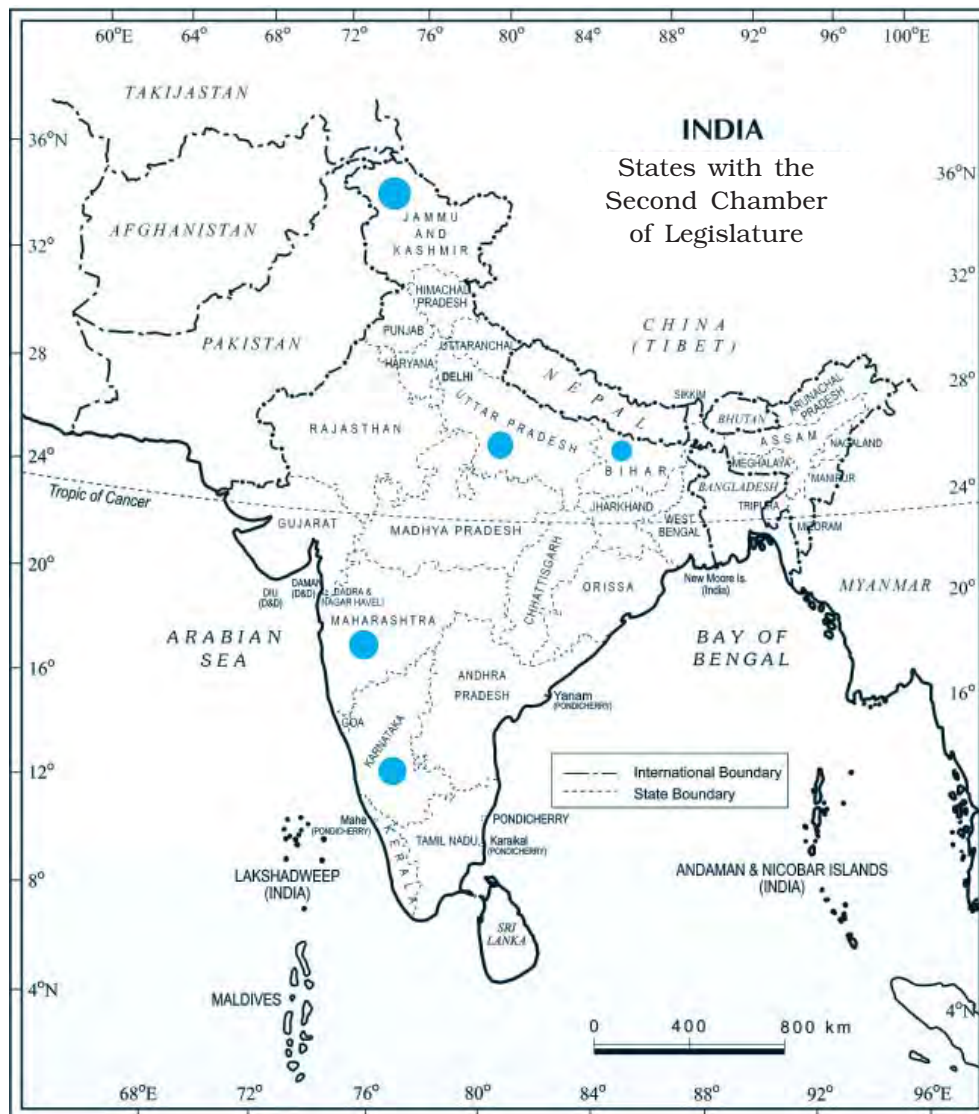 60°E 64° 68° 72° 76° 80° 84° 88° 92° 96° 100°E
TAKIJASTAN
36°N
INDIA
States with the
Second Chamber
of Legislature
36°N
AFGHANISTAN
JAMMU
AND
KASHMIR
32°
32°
HIMACHAL
PRADESH
PUNJAB
UTTARANCHAL
CHINA
(TIBET)
PAKISTAN
28°
HARYANA
DELHI
NEPAL
SIKKIM
BHUTAN
ARUNACHAL
PRADESH
28°
RAJASTHAN
UTTAR PRADESH
BIHAR
ASSAM
NAGALAND
MEGHALAYA
MANIPUR
24°
BANGLADESH
24°
Tropic of Cancer
TRIPURA
MIZORAM
GUJARAT
MADHYA PRADESH
JHARKHAND
WEST
BENGAL
CHHATTISGARH
ORISSA
20°
DIU
(D&D)
DAMAN
(D&D)
DADRA &
NAGAR HAVELI
New Moore Is.
(India)
MYANMAR
20°
MAHARASHTRA
ARABIAN
SEA
BAY OF
BENGAL
16°
ANDHRA
PRADESH
Yanam
(PONDICHERRY)
16°
GOA
KARNATAKA
12°
International Boundary
State Boundary
12°
Mahe
(PONDICHERRY)
PONDICHERRY
KERALA
TAMIL NADU
Karaikal
(PONDICHERRY)
LAKSHADWEEP
(INDIA)
ANDAMAN & NICOBAR ISLANDS
(INDIA)
8°
8°
SRI
LANKA
4°N
MALDIVES
4°N
0 400 800 km
68°E 72° 76° 80° 84° 88° 92° 96°E